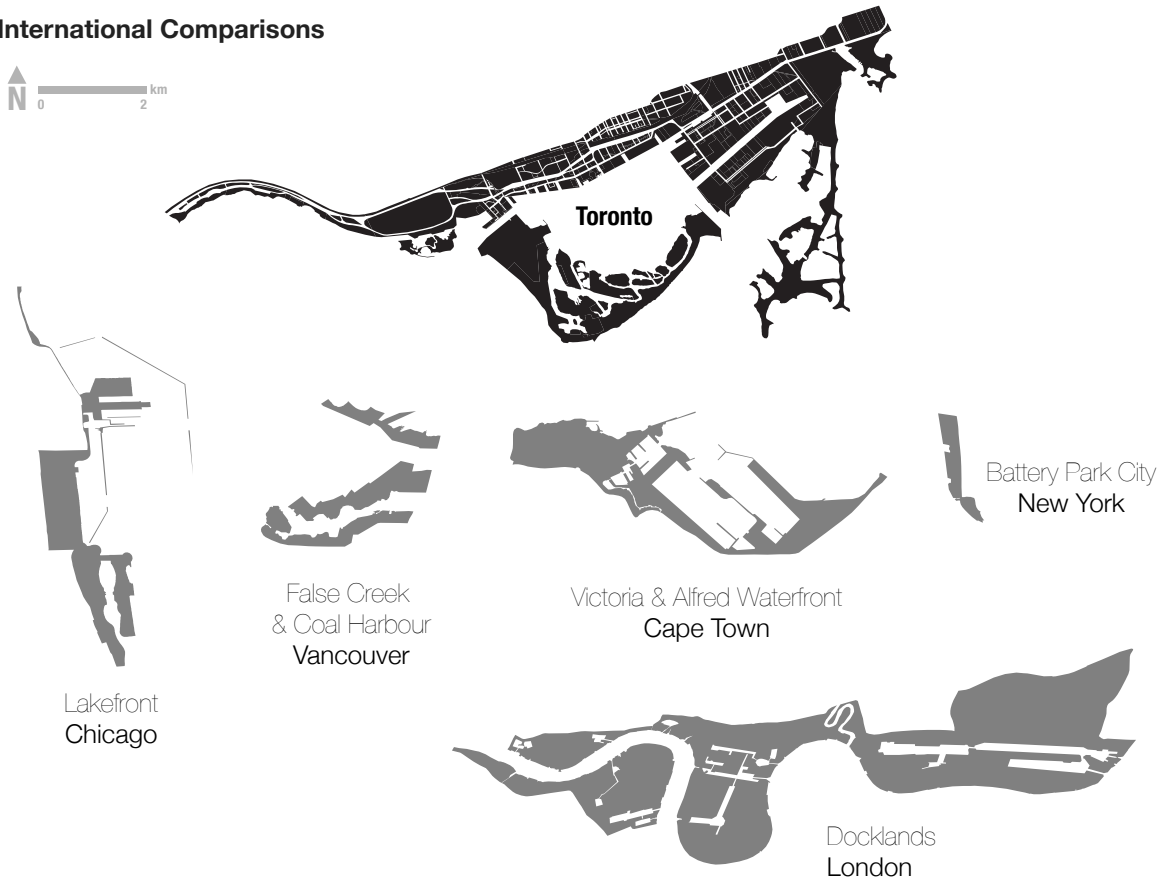 International Comparisons
N
0 2 km
Toronto
Battery Park City
New York
False Creek
& Coal Harbour
Vancouver
Victoria & Alfred Waterfront
Cape Town
Lakefront
Chicago
Docklands
London